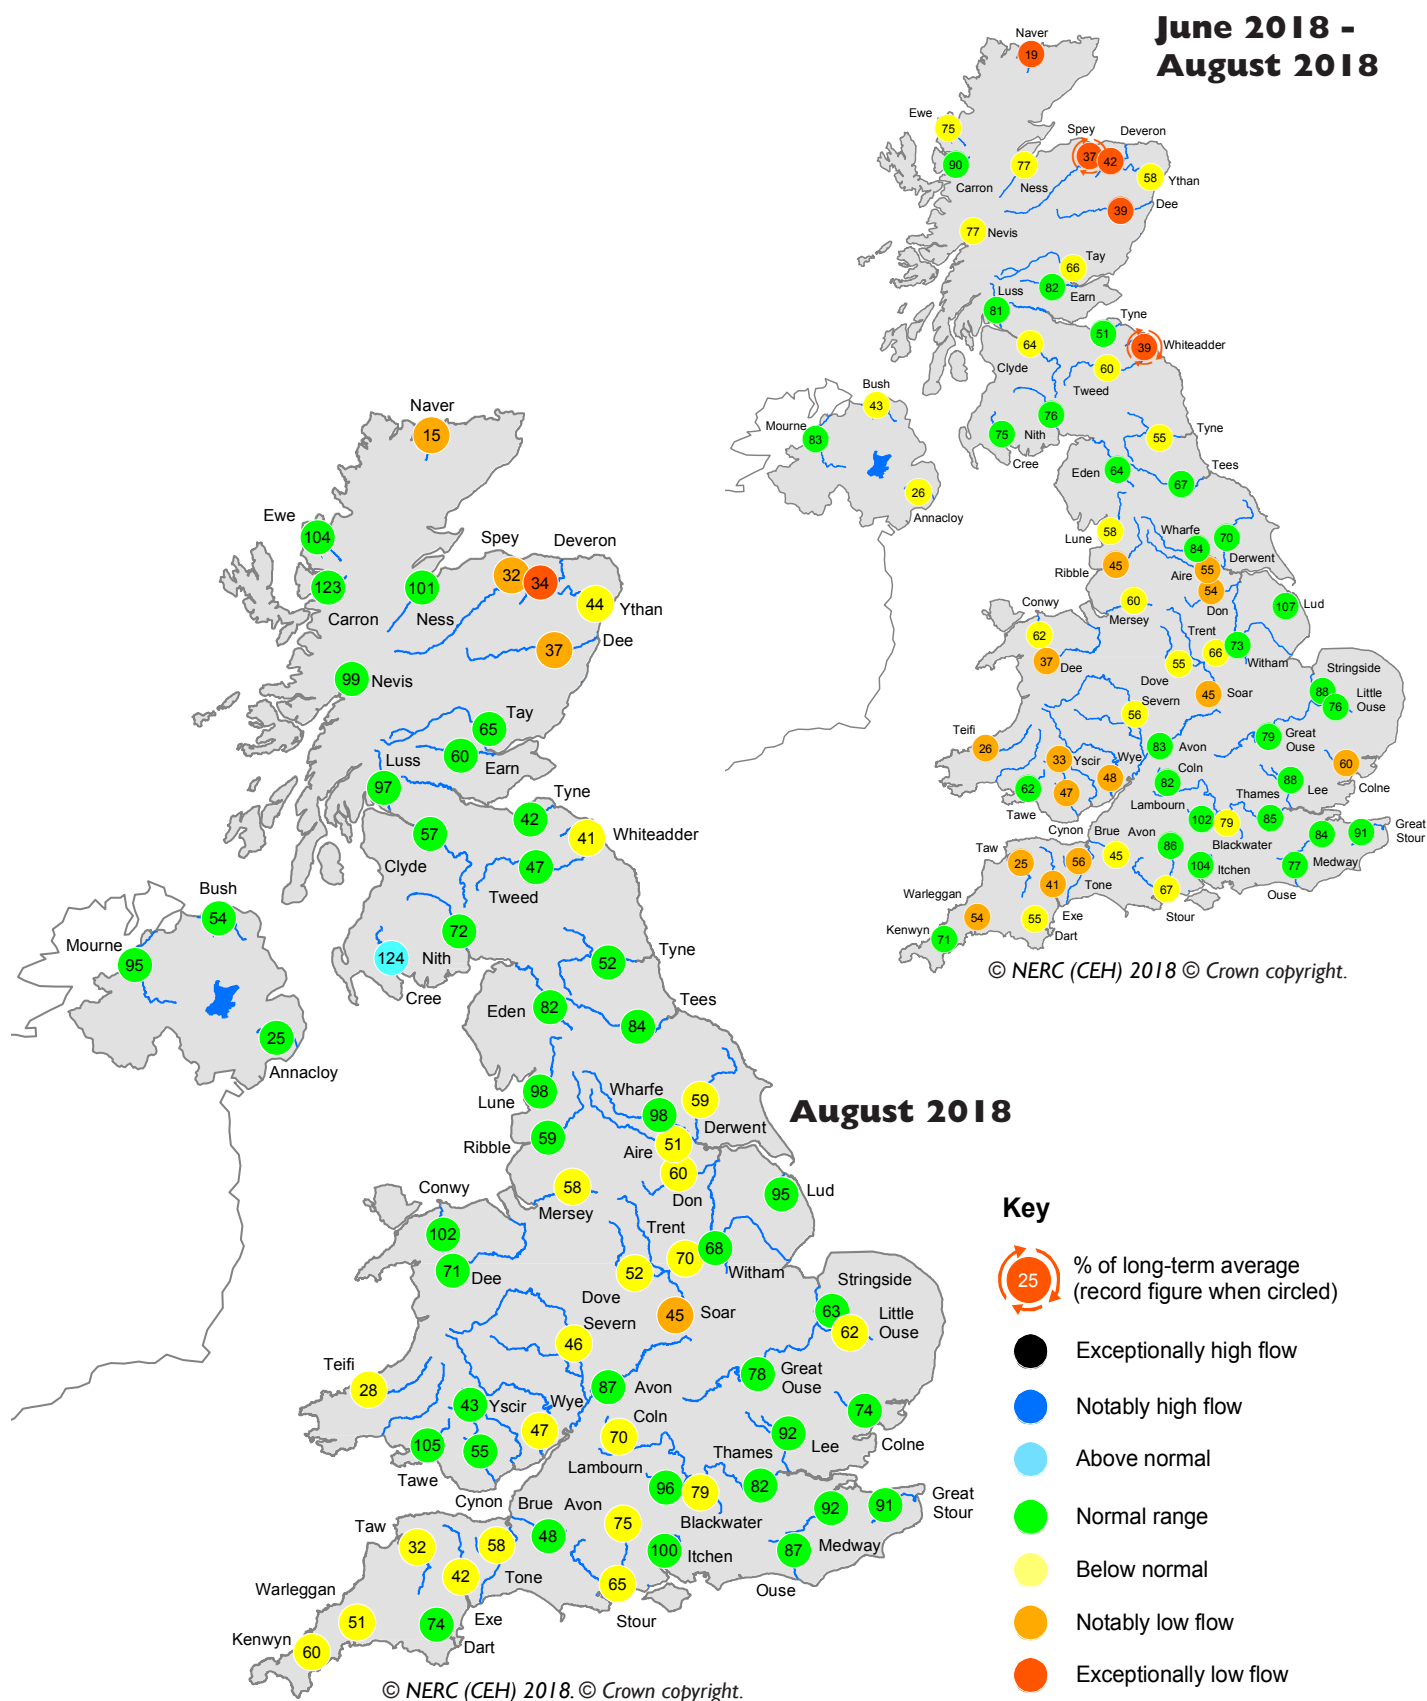 June 2018 -
August 2018
Naver
19
Ewe
75
Spey
Deveron
37
42
90
77
Carron
Ness
58
Ythan
39
Dee
77
Nevis
Tay
66
82
Luss
Earn
81
Tyne
51
64
39
Whiteadder
Clyde
60
Tweed
Bush
43
Mourne
83
76
75
Nith
Cree
55
Tyne
Eden
64
67
Tees
26
Annacloy
Lune
58
Wharfe
84
70
Derwent
Ribble
45
Aire
55
54
Don
Conwy
60
Mersey
107
Lud
62
Trent
37
Dee
66
73
Witham
55
Dove
Stringside
88
Little
Ouse
76
45
Soar
Severn
56
Teifi
26
79
Great
Ouse
83
Avon
33
Yscir
Wye
48
Coln
82
60
Colne
62
Tawe
47
Cynon
88
Lee
Lambourn
Thames
102
79
85
Blackwater
84
91
Great
Stour
Medway
Brue
Avon
86
45
Taw
25
56
Tone
104
Itchen
77
Ouse
41
Exe
67
Stour
Warleggan
54
55
Dart
Kenwyn
71
© NERC (CEH) 2018 © Crown copyright.
Naver
15
Ewe
104
Spey
Deveron
32
34
123
101
Carron
Ness
44
Ythan
37
Dee
99
Nevis
Tay
65
60
Luss
Earn
97
Tyne
42
57
41
Whiteadder
Clyde
47
Tweed
Bush
54
Mourne
95
72
124
Nith
Cree
52
Tyne
Eden
82
84
Tees
25
Annacloy
98
Lune
Wharfe
98
59
Derwent
August 2018
Ribble
59
Aire
51
60
Don
Conwy
58
Mersey
95
Lud
102
Trent
71
Dee
70
68
Witham
52
Dove
Stringside
63
Little
Ouse
62
45
Soar
Severn
46
Teifi
28
78
Great
Ouse
87
Avon
43
Yscir
Wye
47
Coln
70
74
Colne
105
Tawe
55
Cynon
92
Lee
Lambourn
Thames
96
79
82
Blackwater
92
91
Great
Stour
Medway
Brue
Avon
75
48
Taw
32
58
Tone
100
Itchen
87
Ouse
42
Exe
65
Stour
Warleggan
51
74
Dart
Kenwyn
60
© NERC (CEH) 2018. © Crown copyright.
Key
25
% of long-term average
(record figure when circled)
Exceptionally high flow
Notably high flow
Above normal
Normal range
Below normal
Notably low flow
Exceptionally low flow